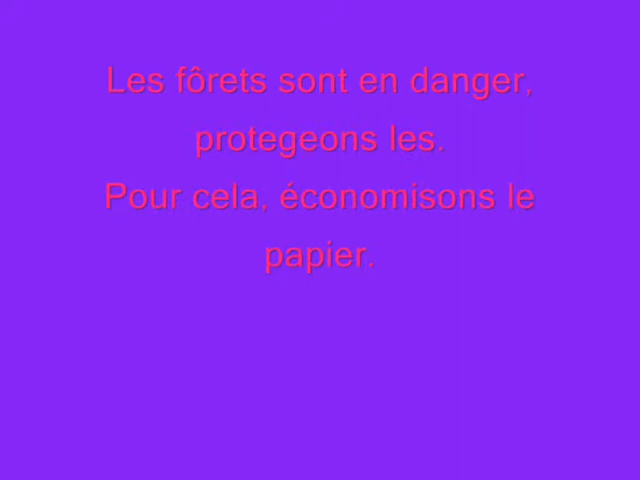 Les fôrets sont en danger,
protegeons les.
Pour cela, économisons le
papier.